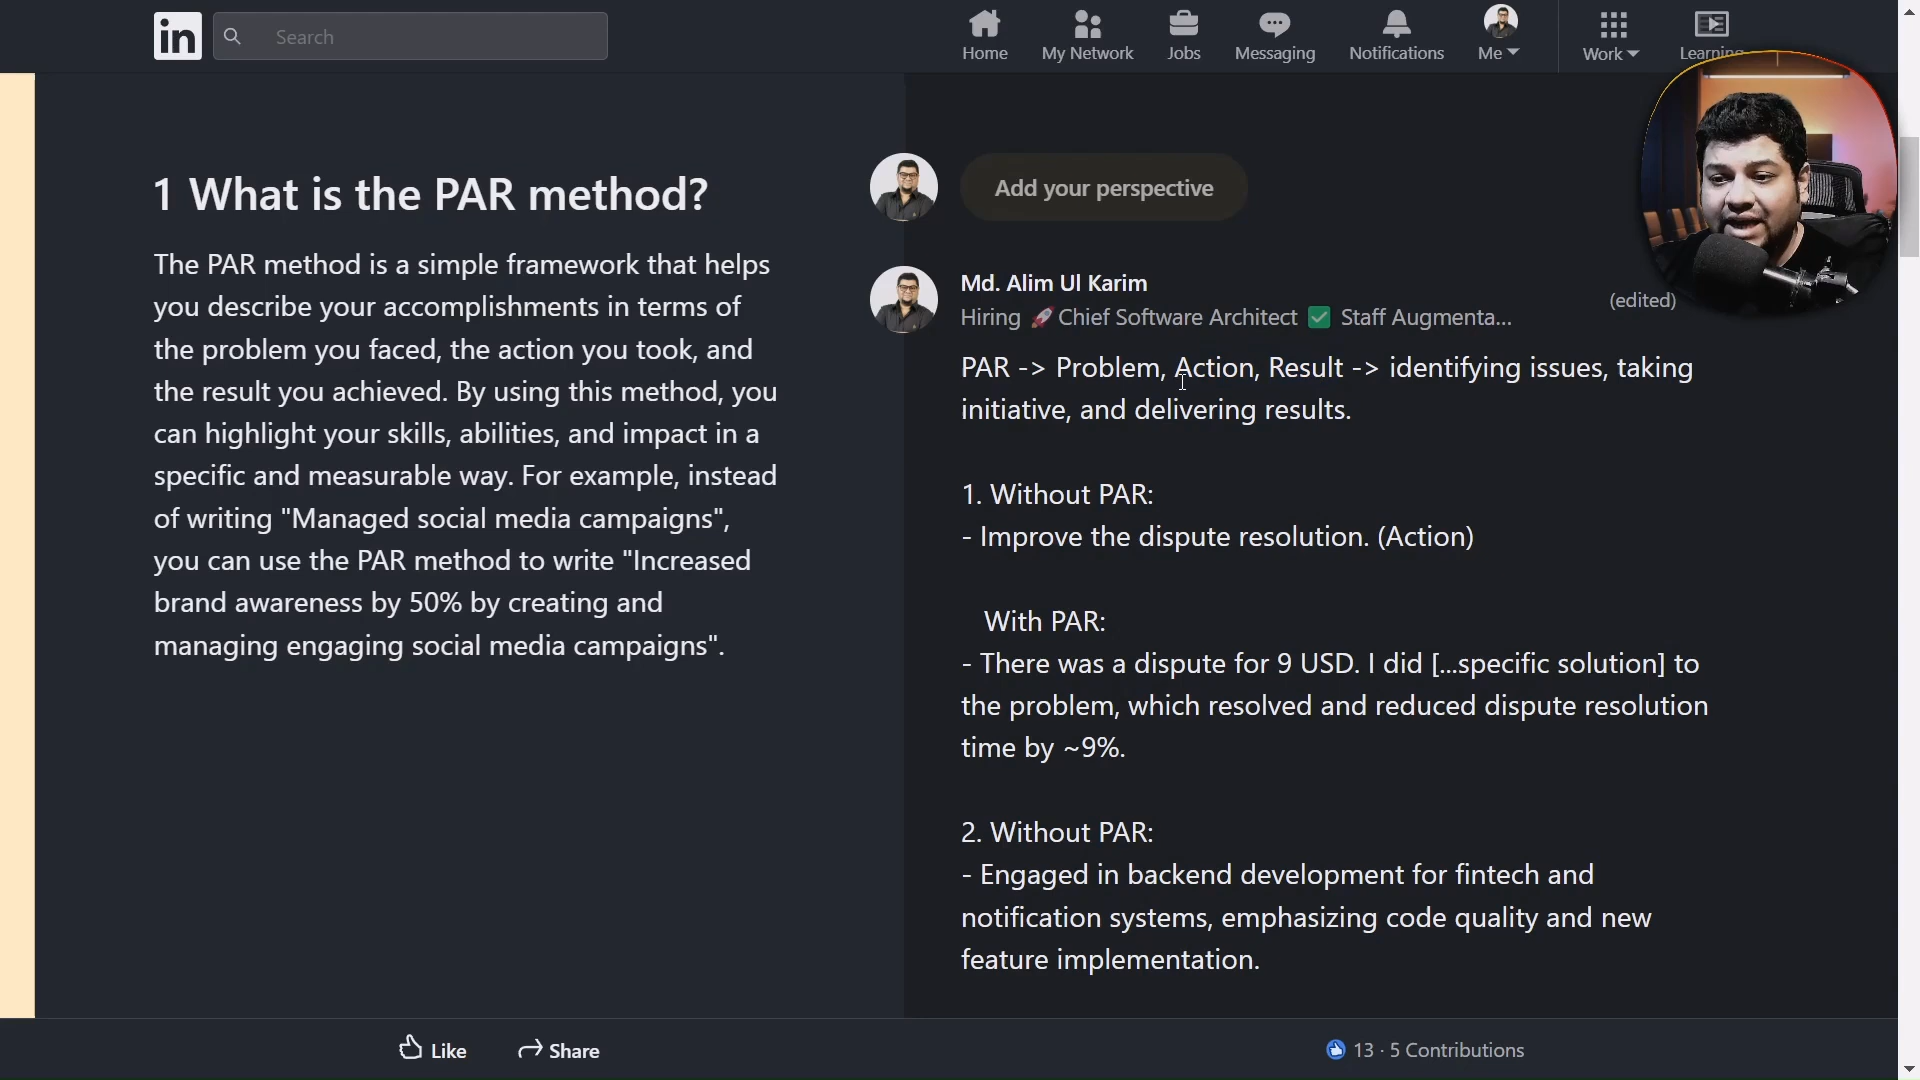 in
Search
Home
My Network
Jobs
Messaging
Notifications
Me
Work
Learning
1 What is the PAR method?
The PAR method is a simple framework that helps
you describe your accomplishments in terms of
the problem you faced, the action you took, and
the result you achieved. By using this method, you
can highlight your skills, abilities, and impact in a
specific and measurable way. For example, instead
of writing "Managed social media campaigns",
you can use the PAR method to write "Increased
brand awareness by 50% by creating and
managing engaging social media campaigns".
Add your perspective
Md. Alim Ul Karim
Hiring 🚀 Chief Software Architect ✅ Staff Augmenta...
(edited)
PAR -> Problem, Action, Result -> identifying issues, taking
initiative, and delivering results.
1. Without PAR:
- Improve the dispute resolution. (Action)
With PAR:
- There was a dispute for 9 USD. I did [...specific solution] to
the problem, which resolved and reduced dispute resolution
time by ~9%.
2. Without PAR:
- Engaged in backend development for fintech and
notification systems, emphasizing code quality and new
feature implementation.
Like
Share
13 · 5 Contributions